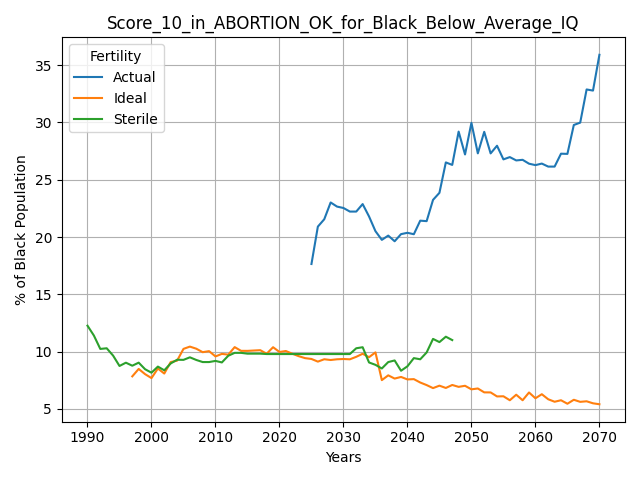 Score_10_in_ABORTION_OK_for_Black_Below_Average_IQ
Fertility
Actual
Ideal
Sterile
% of Black Population
35
30
25
20
15
10
5
1990 2000 2010 2020 2030 2040 2050 2060 2070
Years